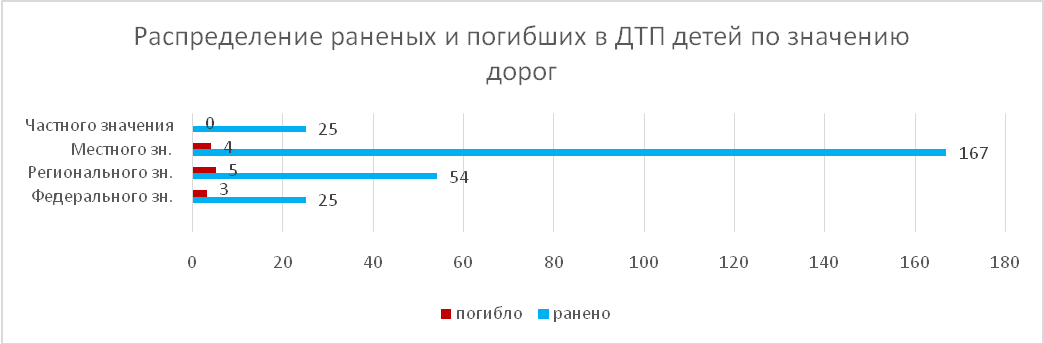 Распределение раненых и погибших в ДТП детей по значению
дорог
Частного значения 0 25
Местного зн. 4 167
Регионального зн. 5 54
Федерального зн. 3 25
0 20 40 60 80 100 120 140 160 180
погибло ранено